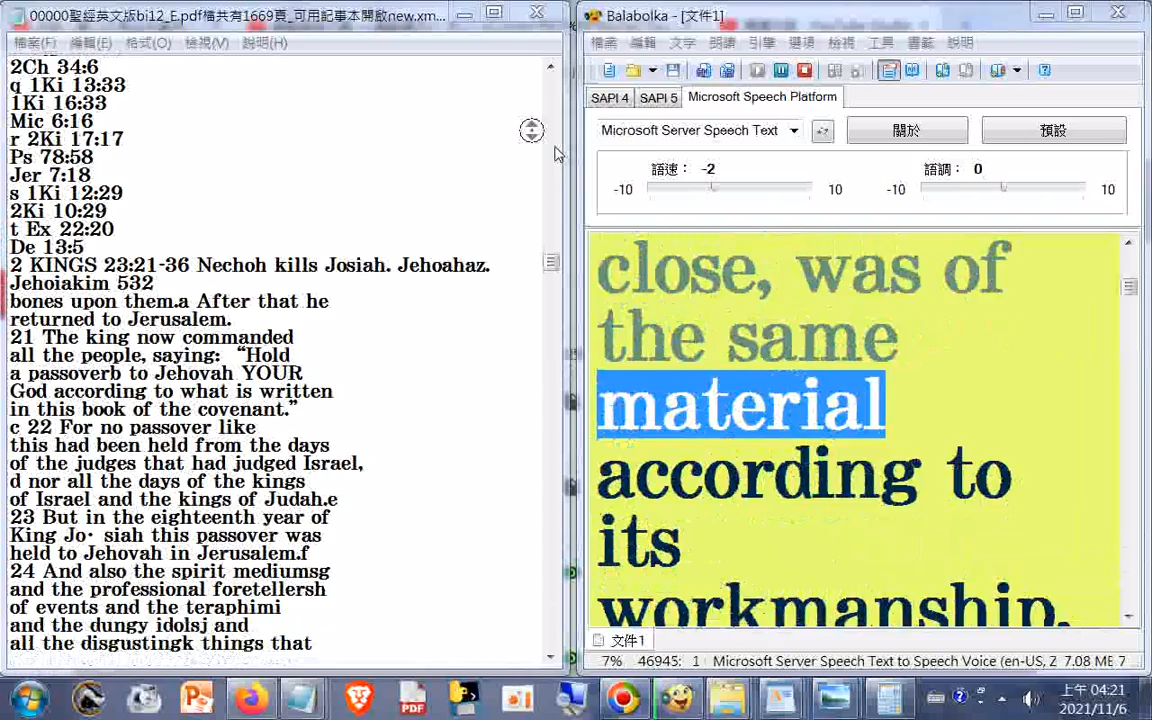 00000聖經英文版bi12_E.pdf檔共有1669頁_可用記事本開啟new.xm...
檔案(F) 編輯(E) 格式(O) 檢視(V) 說明(H)
2Ch 34:6
q 1Ki 13:33
1Ki 16:33
Mic 6:16
r 2Ki 17:17
Ps 78:58
Jer 7:18
s 1Ki 12:29
2Ki 10:29
t Ex 22:20
De 13:5
2 KINGS 23:21-36 Nechoh kills Josiah. Jehoahaz.
Jehoiakim 532
bones upon them.a After that he
returned to Jerusalem.
21 The king now commanded
all the people, saying: “Hold
a passoverb to Jehovah YOUR
God according to what is written
in this book of the covenant.”
c 22 For no passover like
this had been held from the days
of the judges that had judged Israel,
d nor all the days of the kings
of Israel and the kings of Judah.e
23 But in the eighteenth year of
King Jo· siah this passover was
held to Jehovah in Jerusalem.f
24 And also the spirit mediumsg
and the professional foretellersh
of events and the teraphimi
and the dungy idolsj and
all the disgustingk things that
Balabolka - [文件1]
檔案 編輯 文字 朗讀 引擎 選項 檢視 工具 書籤 說明
SAPI 4 SAPI 5 Microsoft Speech Platform
Microsoft Server Speech Text 關於 預設
語速： -2 語調： 0
-10 10 -10 10
close, was of
the same
material
according to
its
workmanship.
文件1
7% 46945: 1 Microsoft Server Speech Text to Speech Voice (en-US, Z 7.08 ME 7
上午 04:21
2021/11/6